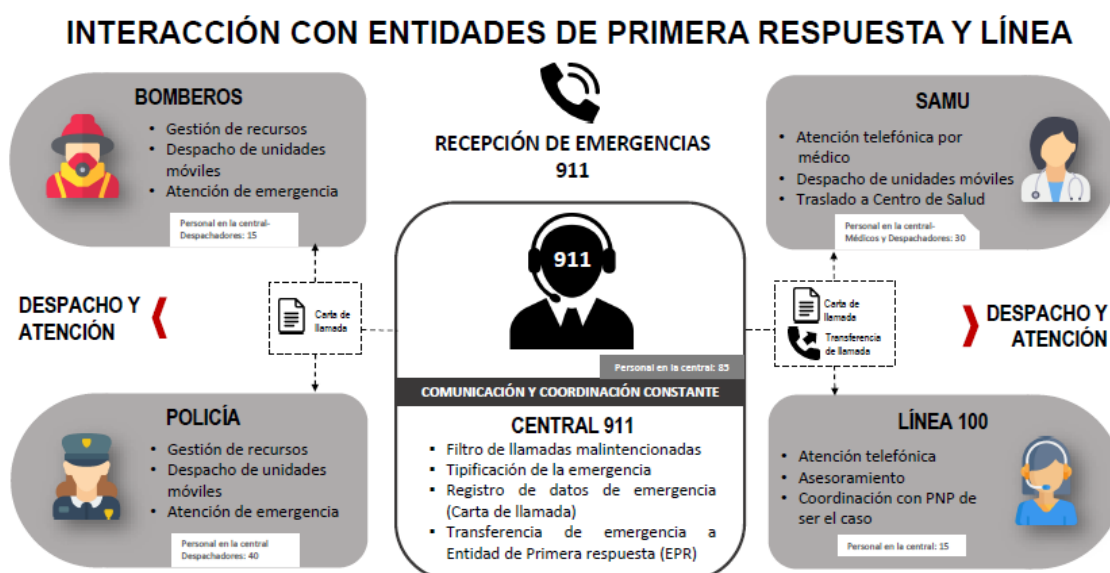 INTERACCIÓN CON ENTIDADES DE PRIMERA RESPUESTA Y LÍNEA
BOMBEROS
• Gestión de recursos
• Despacho de unidades
móviles
• Atención de emergencia
Personal en la central-
Despachadores: 15
RECEPCIÓN DE EMERGENCIAS
911
SAMU
• Atención telefónica por
médico
• Despacho de unidades móviles
• Traslado a Centro de Salud
Personal en la central-
Médicos y Despachadores: 30
DESPACHO Y
ATENCIÓN
Carta de
llamada
911
Personal en la central: 85
COMUNICACIÓN Y COORDINACIÓN CONSTANTE
CENTRAL 911
▪ Filtro de llamadas malintencionadas
▪ Tipificación de la emergencia
▪ Registro de datos de emergencia
(Carta de llamada)
▪ Transferencia de emergencia a
Entidad de Primera respuesta (EPR)
Carta de
llamada
Transferencia
de llamada
DESPACHO Y
ATENCIÓN
POLICÍA
• Gestión de recursos
• Despacho de unidades
móviles
• Atención de emergencia
Personal en la central
Despachadores: 40
LÍNEA 100
• Atención telefónica
• Asesoramiento
• Coordinación con PNP de
ser el caso
Personal en la central: 15